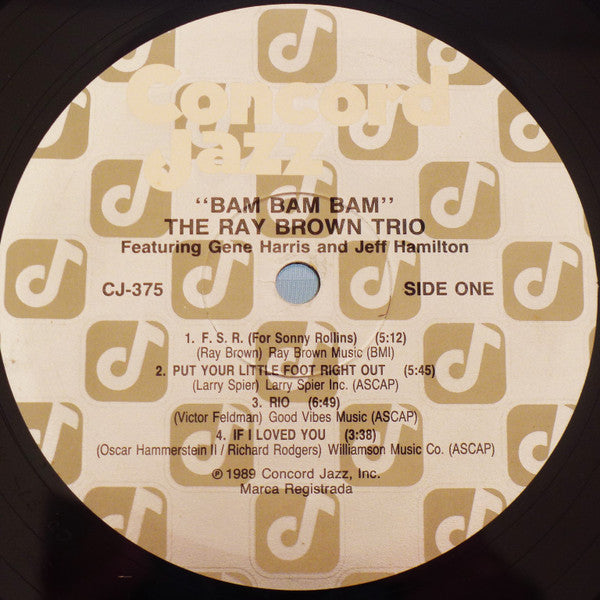 Concord
Jazz
"BAM BAM BAM"
THE RAY BROWN TRIO
Featuring Gene Harris and Jeff Hamilton
CJ-375
SIDE ONE
1. F. S. R. (For Sonny Rollins) (5:12)
(Ray Brown) Ray Brown Music (BMI)
2. PUT YOUR LITTLE FOOT RIGHT OUT (5:45)
(Larry Spier) Larry Spier Inc. (ASCAP)
3. RIO (6:49)
(Victor Feldman) Good Vibes Music (ASCAP)
4. IF I LOVED YOU (3:38)
(Oscar Hammerstein II / Richard Rodgers) Williamson Music Co. (ASCAP)
℗ 1989 Concord Jazz, Inc.
Marca Registrada